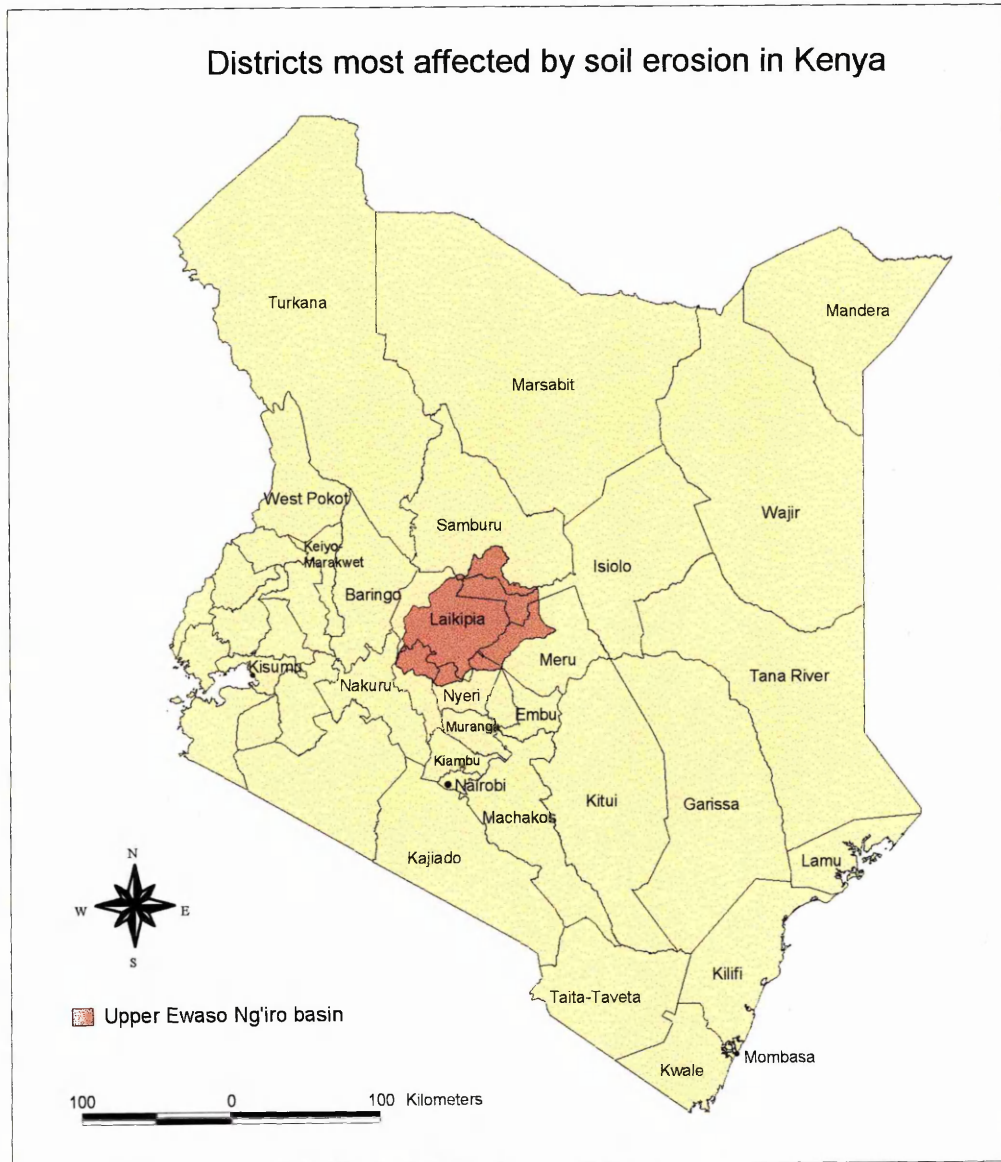 Districts most affected by soil erosion in Kenya
Turkana
Mandera
Marsabit
West Pokot
Wajir
Samburu
Keiyo-
Marakwet
Isiolo
Baringo
Laikipia
Meru
Kisumu
Tana River
Nakuru
Nyeri
Embu
Muranga
Kiambu
Nairobi
Machakos
Kitui
Garissa
Kajiado
Lamu
N
W
E
S
Kilifi
Taita-Taveta
Upper Ewaso Ng'iro basin
Mombasa
Kwale
100 0 100 Kilometers